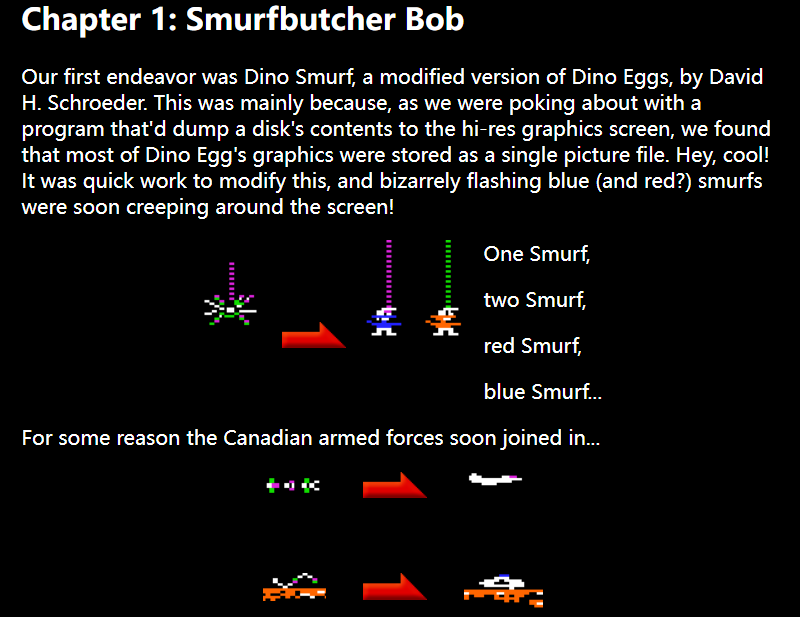 Chapter 1: Smurfbutcher Bob
Our first endeavor was Dino Smurf, a modified version of Dino Eggs, by David
H. Schroeder. This was mainly because, as we were poking about with a
program that'd dump a disk's contents to the hi-res graphics screen, we found
that most of Dino Egg's graphics were stored as a single picture file. Hey, cool!
It was quick work to modify this, and bizarrely flashing blue (and red?) smurfs
were soon creeping around the screen!
One Smurf,
two Smurf,
red Smurf,
blue Smurf...
For some reason the Canadian armed forces soon joined in...